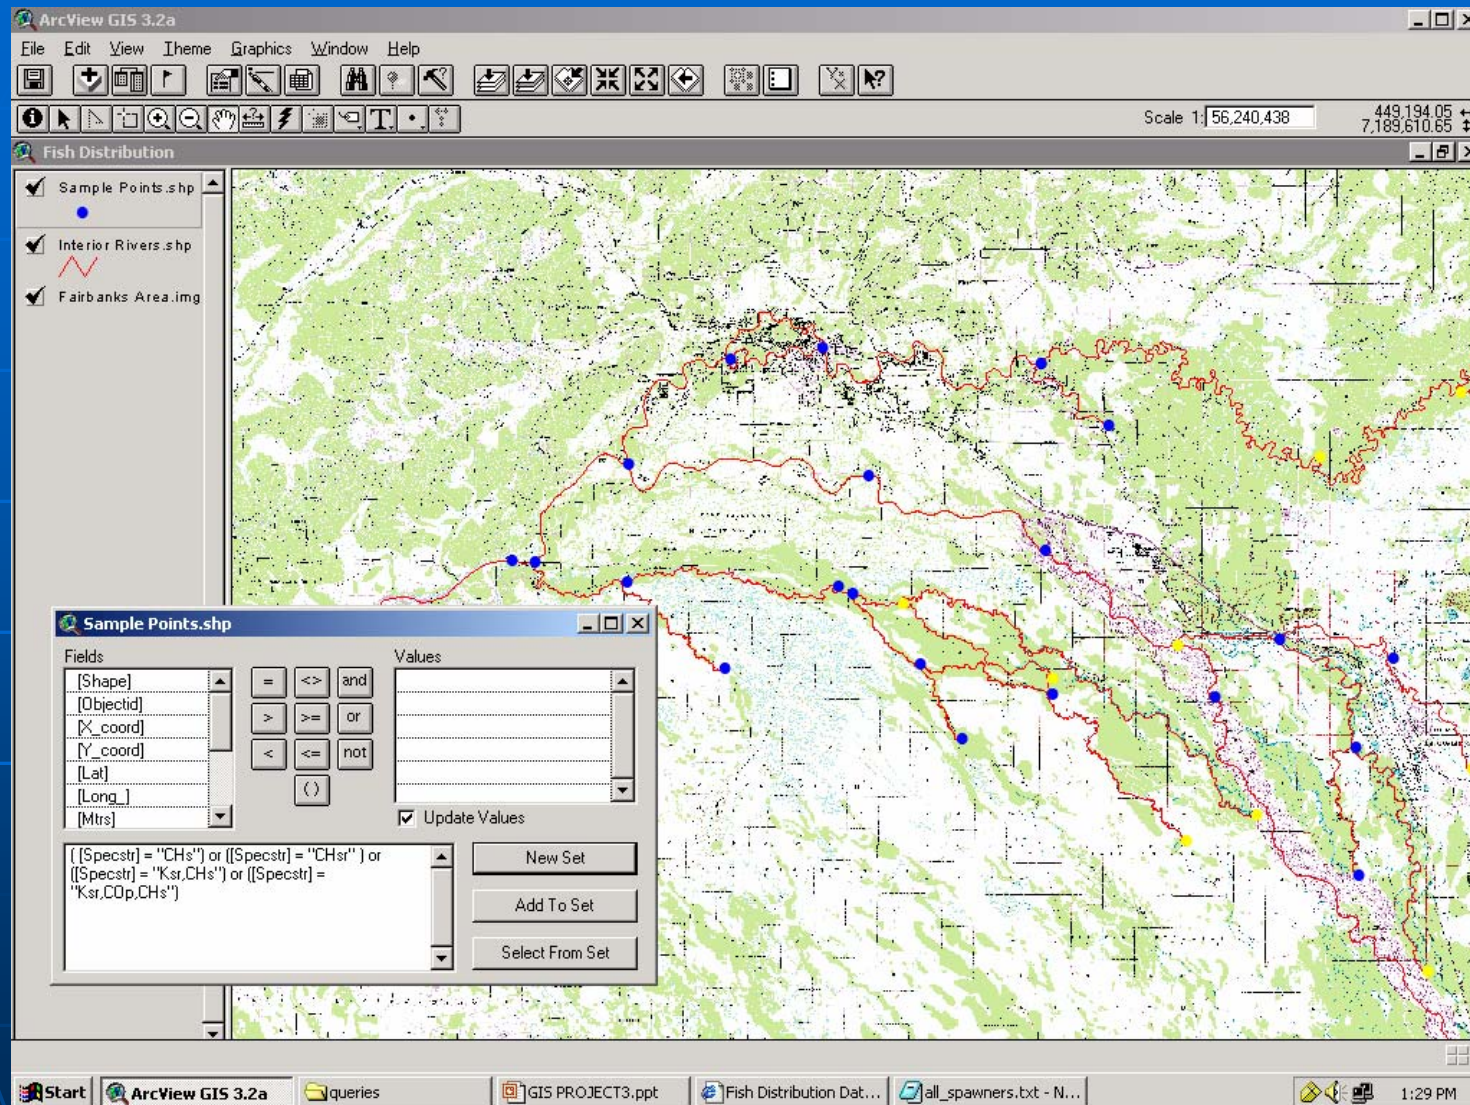 ArcView GIS 3.2a
File Edit View Theme Graphics Window Help
Scale 1: 56,240,438
449,194.05
7,189,610.65
Fish Distribution
Sample Points.shp
Interior Rivers.shp
Fairbanks Area.img
Sample Points.shp
Fields
Values
[Shape]
[Objectid]
[X_coord]
[Y_coord]
[Lat]
[Long_]
[Mtrs]
= <> and
> >= or
< <= not
()
Update Values
( [Specstr] = "CHs") or ([Specstr] = "CHsr" ) or
([Specstr] = "Ksr,CHs") or ([Specstr] =
"Ksr,COp,CHs")
New Set
Add To Set
Select From Set
Start
ArcView GIS 3.2a
queries
GIS PROJECT3.ppt
Fish Distribution Dat...
all_spawners.txt - N...
1:29 PM